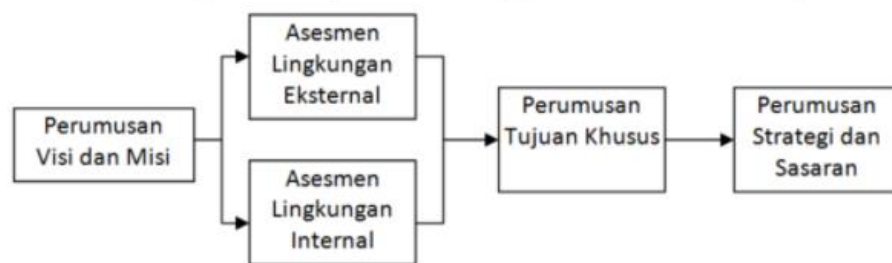 Perumusan
Visi dan Misi
Asesmen
Lingkungan
Eksternal
Asesmen
Lingkungan
Internal
Perumusan
Tujuan Khusus
Perumusan
Strategi dan
Sasaran